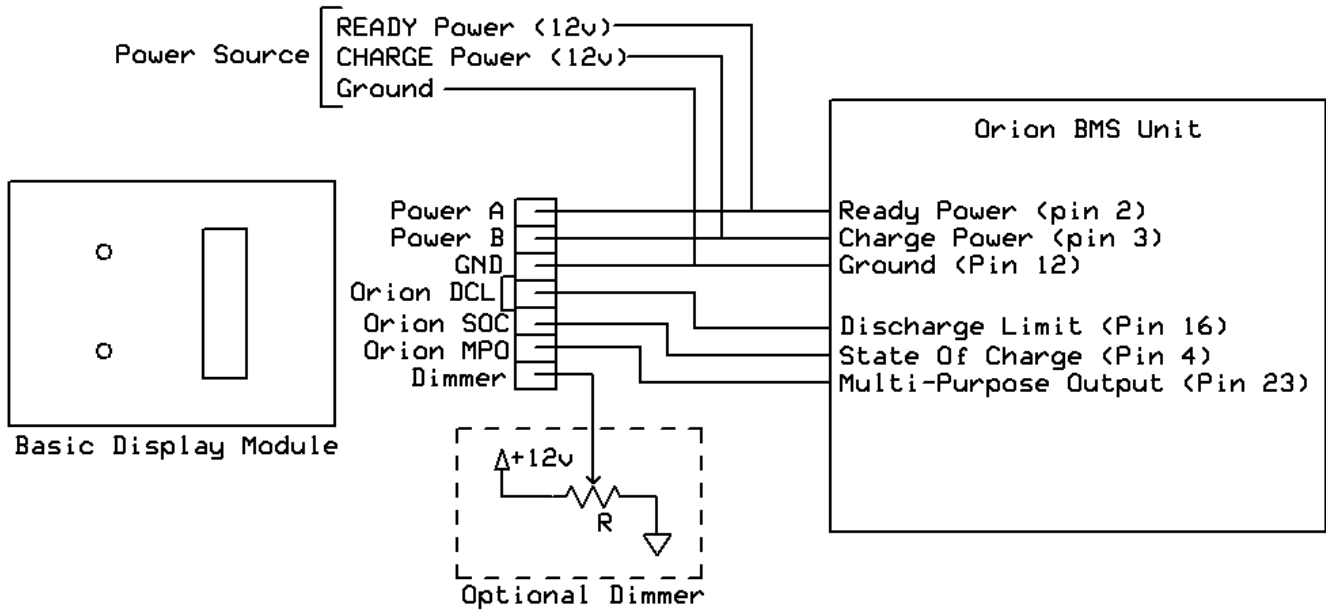 READY Power (12v)
Power Source
CHARGE Power (12v)
Ground
Orion BMS Unit
Power A
Ready Power (pin 2)
Power B
Charge Power (pin 3)
GND
Ground (Pin 12)
Orion DCL
Orion SOC
Discharge Limit (Pin 16)
Orion MPO
State Of Charge (Pin 4)
Dimmer
Multi-Purpose Output (Pin 23)
Basic Display Module
+12v
R
Optional Dimmer